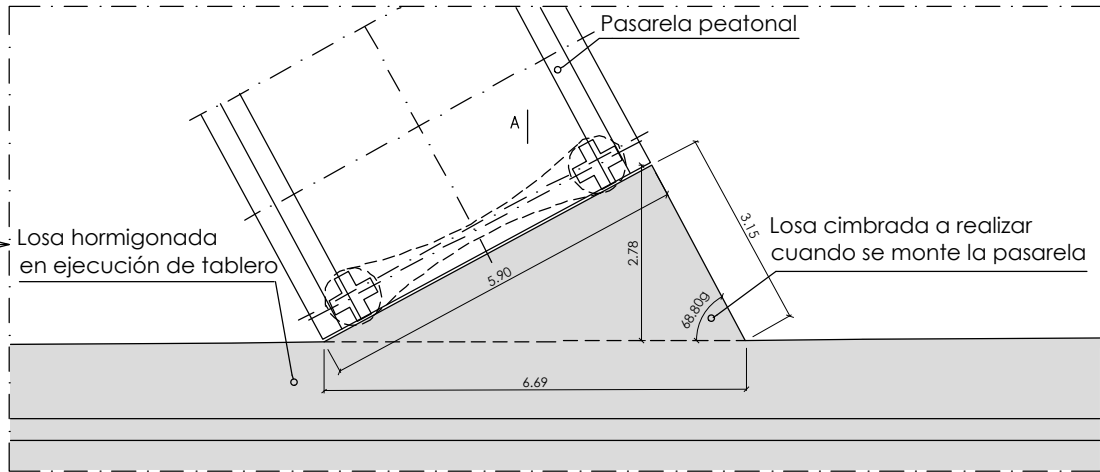 Pasarela peatonal
A
Losa hormigonada
en ejecución de tablero
Losa cimbrada a realizar
cuando se monte la pasarela
3.15
2.78
5.90
68.80g
6.69